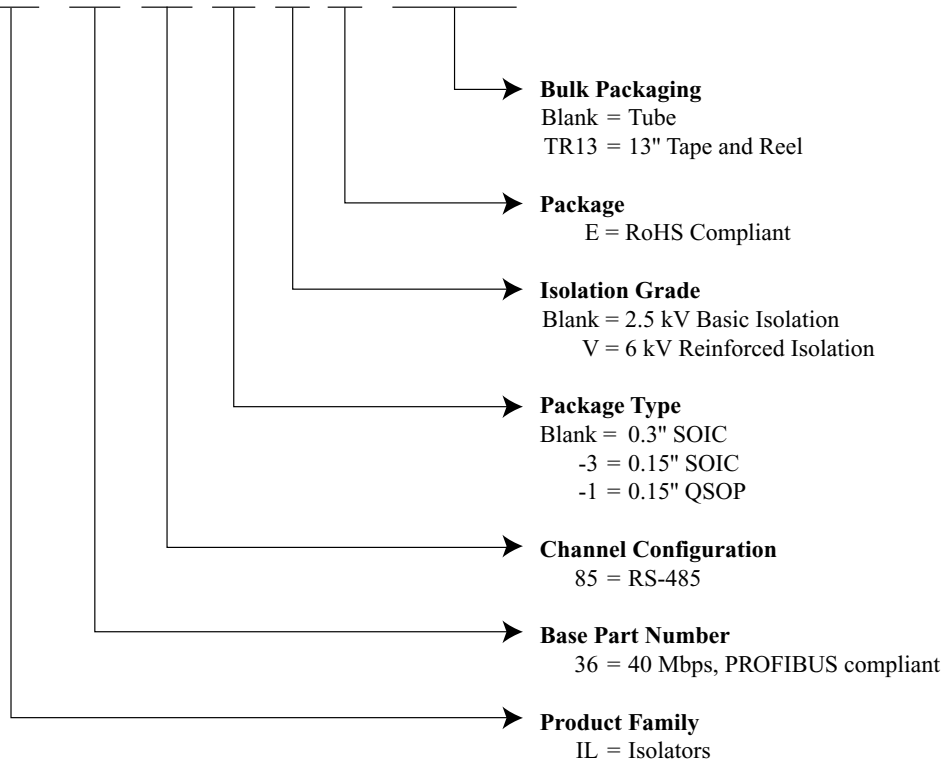 Bulk Packaging
Blank = Tube
TR13 = 13" Tape and Reel
Package
E = RoHS Compliant
Isolation Grade
Blank = 2.5 kV Basic Isolation
V = 6 kV Reinforced Isolation
Package Type
Blank = 0.3" SOIC
-3 = 0.15" SOIC
-1 = 0.15" QSOP
Channel Configuration
85 = RS-485
Base Part Number
36 = 40 Mbps, PROFIBUS compliant
Product Family
IL = Isolators